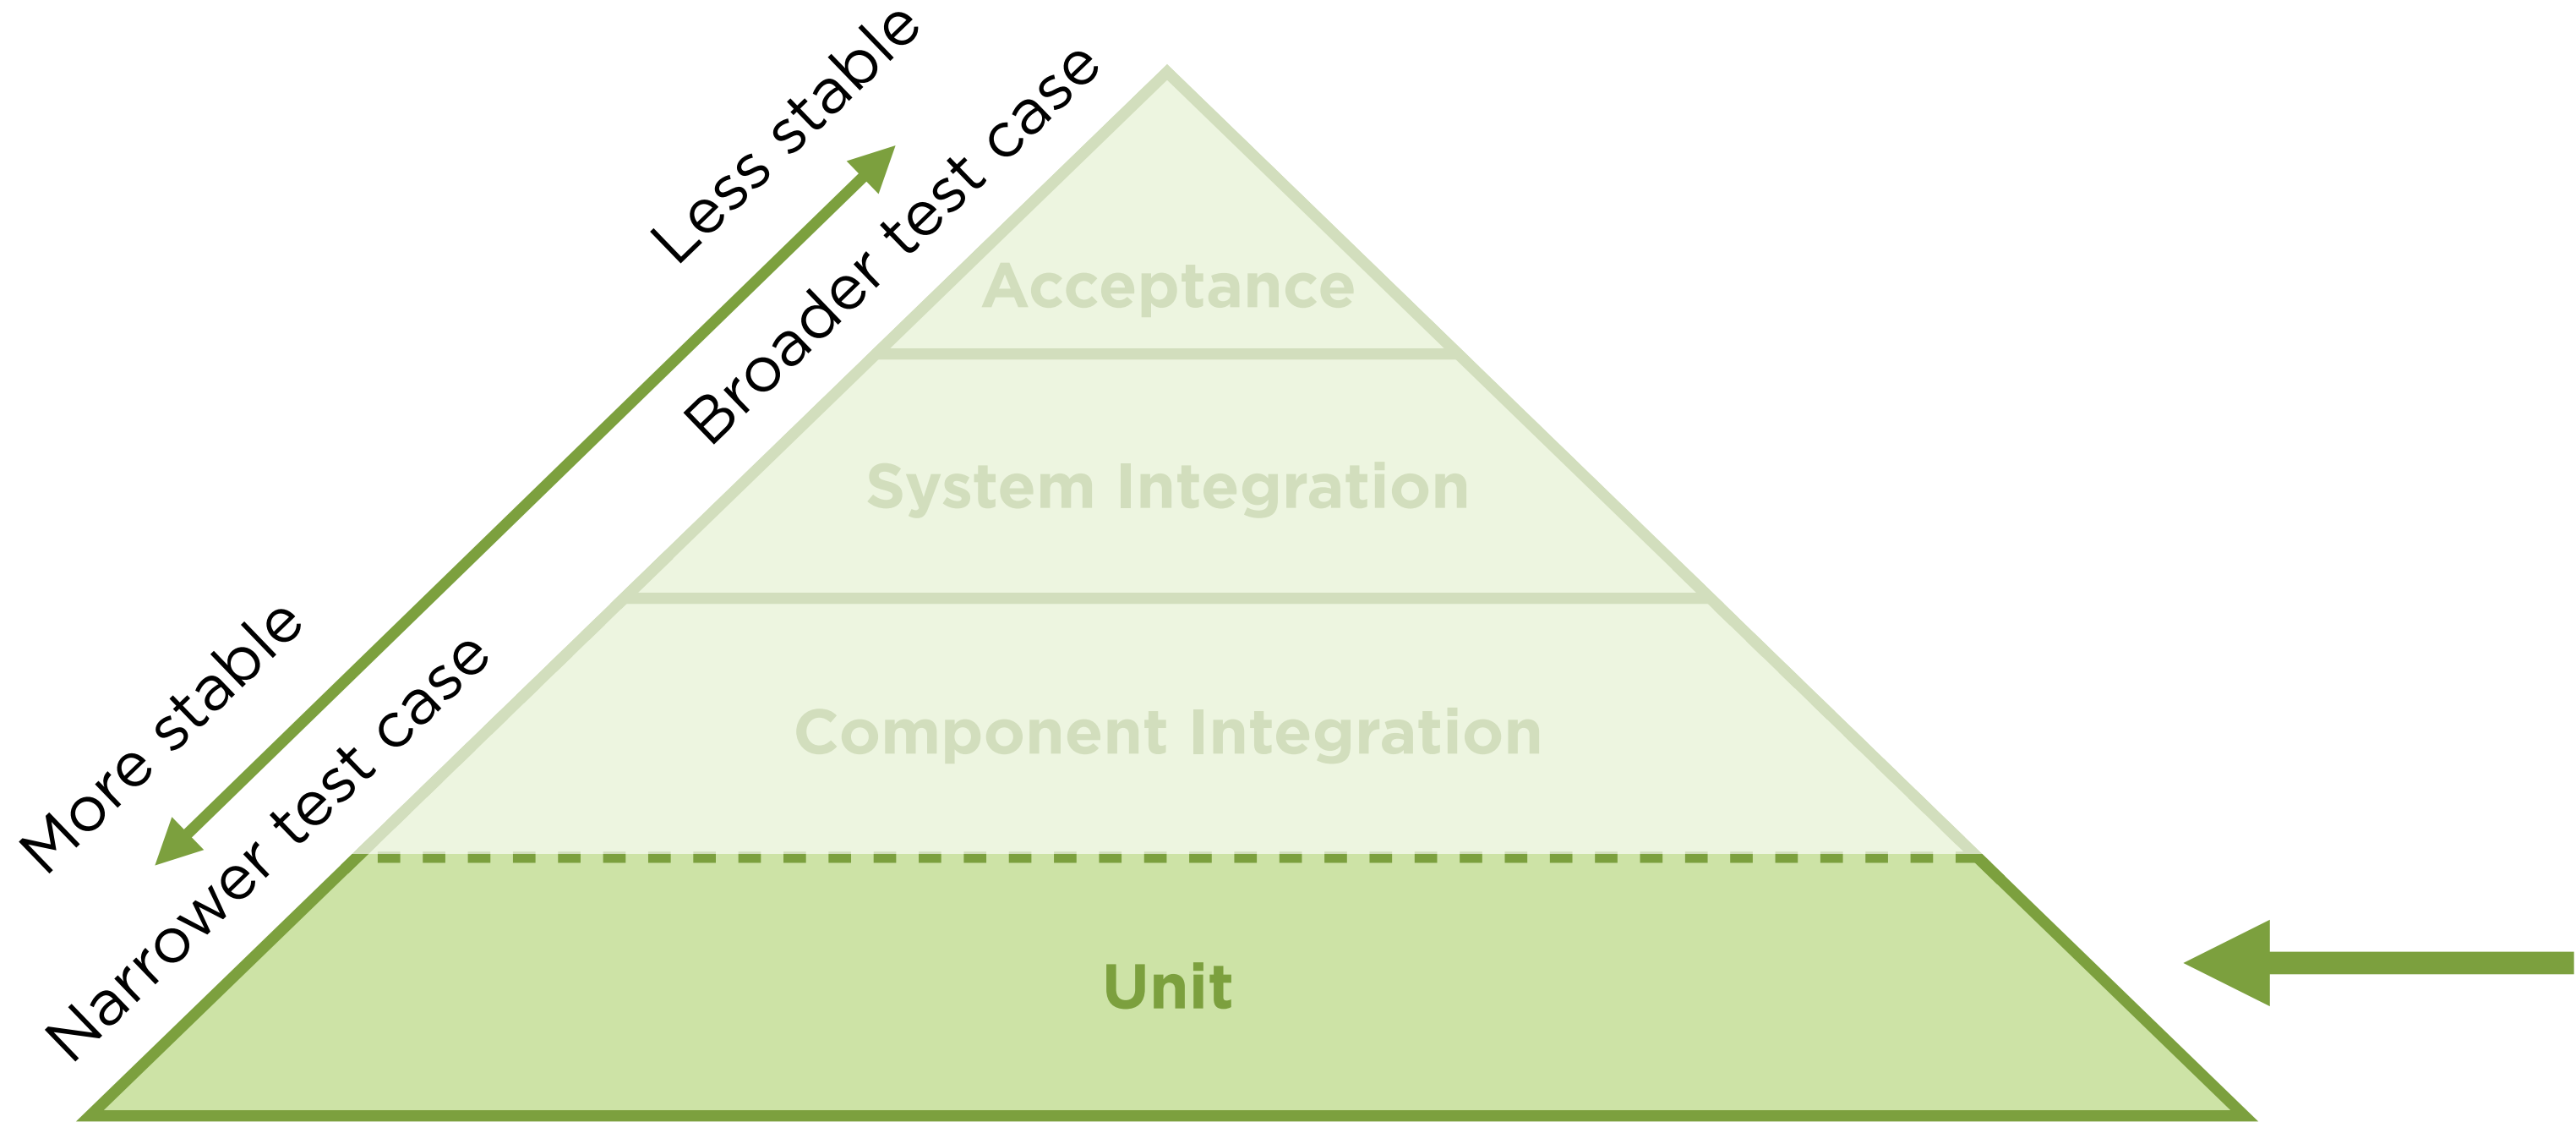 Less stable
Broader test case
Acceptance
System Integration
More stable
Narrower test case
Component Integration
Unit